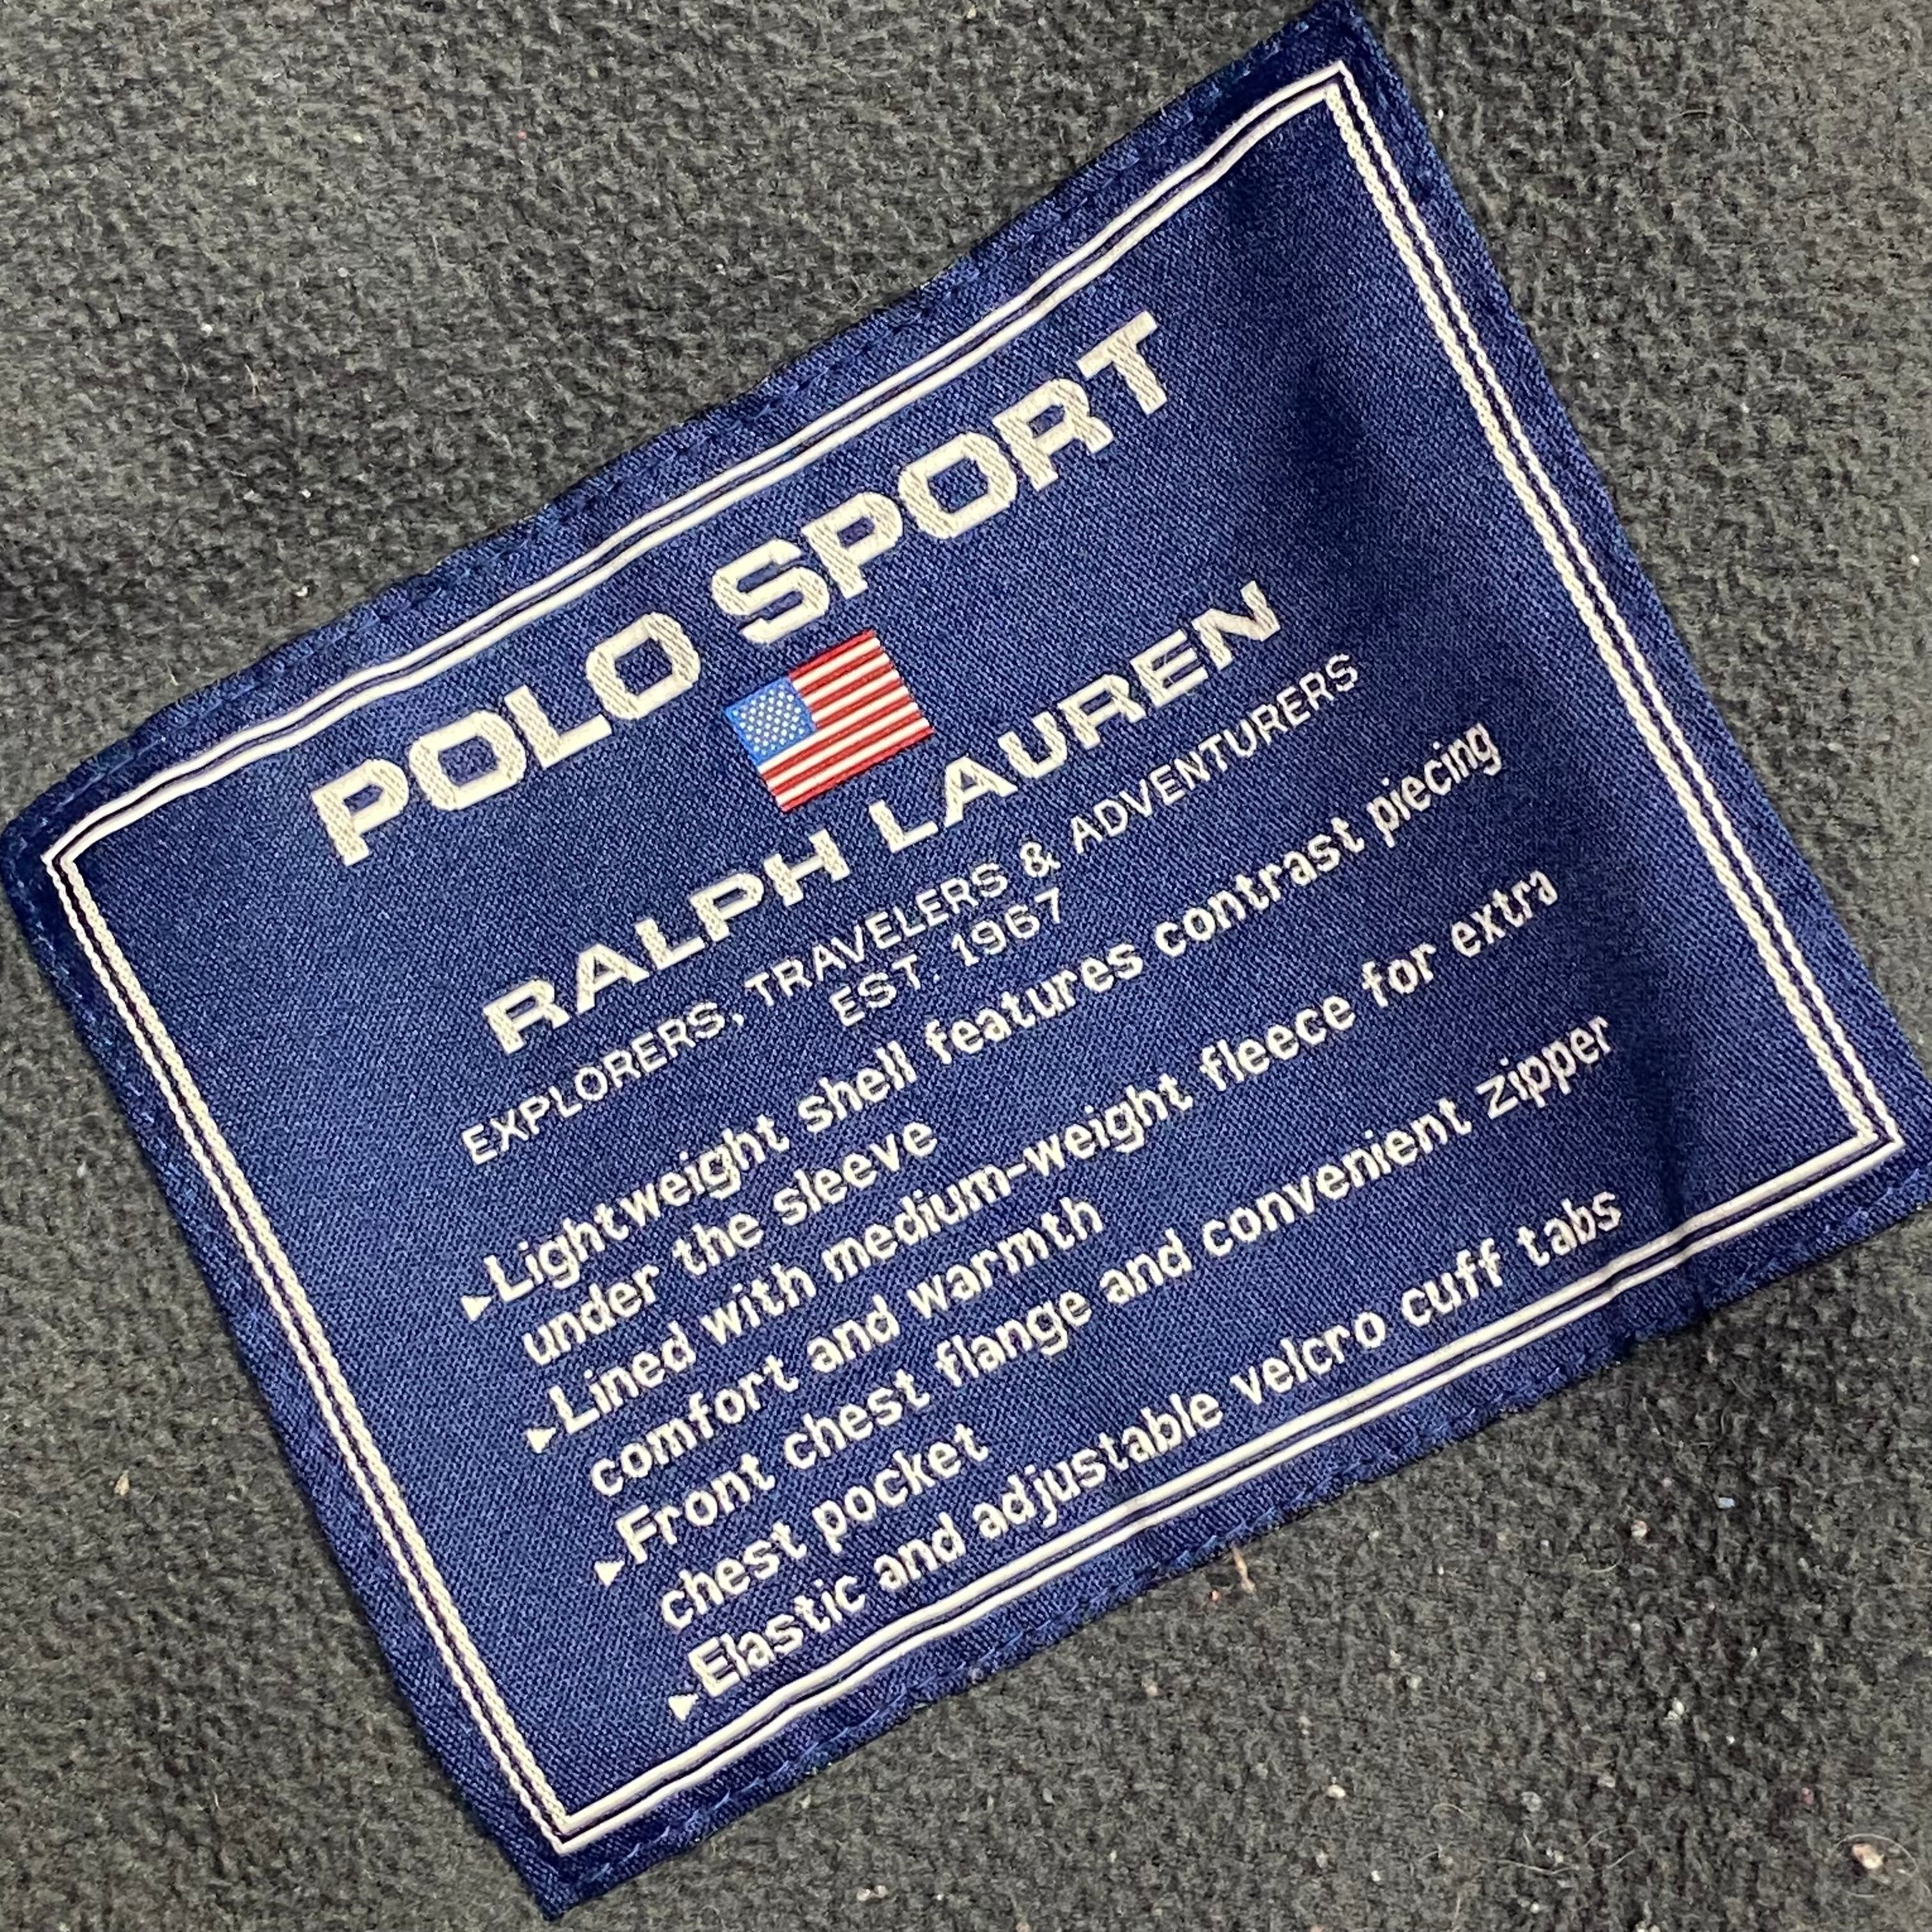 POLO SPORT
RALPH LAUREN
EXPLORERS, TRAVELERS & ADVENTURERS
EST. 1967
▸Lightweight shell features contrast piecing
under the sleeve
▸Lined with medium-weight fleece for extra
comfort and warmth
▸Front chest flange and convenient zipper
chest pocket
▸Elastic and adjustable velcro cuff tabs